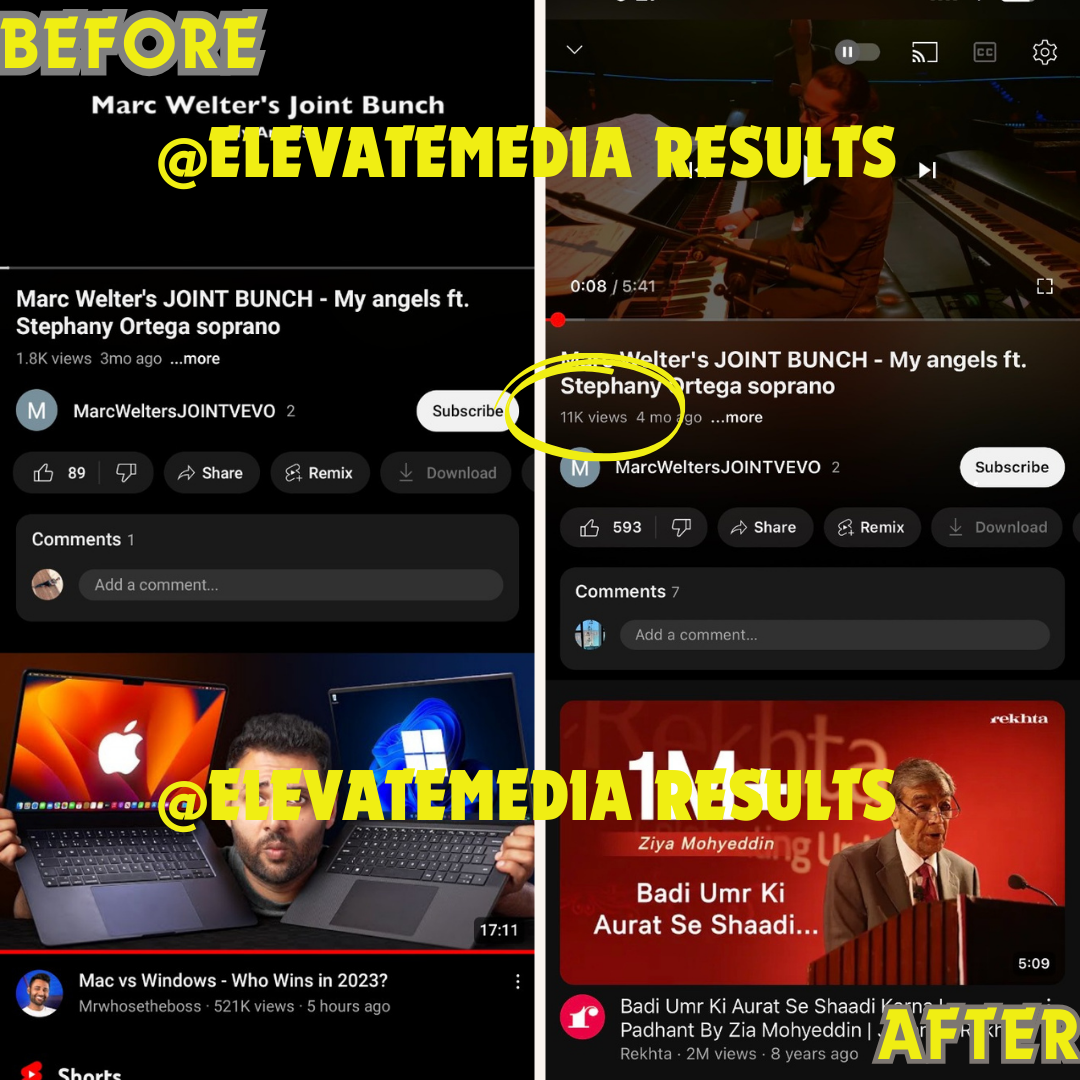 BEFORE
Marc Welter's Joint Bunch
@ELEVATEMEDIA RESULTS
Marc Welter's JOINT BUNCH - My angels ft.
Stephany Ortega soprano
1.8K views 3mo ago ...more
M MarcWeltersJOINTVEVO 2
Subscribe
89
Share
Remix
Download
Comments 1
Add a comment...
17:11
Mac vs Windows - Who Wins in 2023?
Mrwhosetheboss · 521K views · 5 hours ago
Shorts
CC
0:08 / 5:41
Marc Welter's JOINT BUNCH - My angels ft.
Stephany Ortega soprano
11K views 4 mo ago ...more
M MarcWeltersJOINTVEVO 2
Subscribe
593
Share
Remix
Download
Comments 7
Add a comment...
rekhta
Rekhta
1M+
@ELEVATEMEDIA RESULTS
Ziya Mohyeddin
Badi Umr Ki
Aurat Se Shaadi...
5:09
Badi Umr Ki Aurat Se Shaadi Karna
Padhant By Zia Mohyeddin |
Rekhta · 2M views · 8 years ago
AFTER